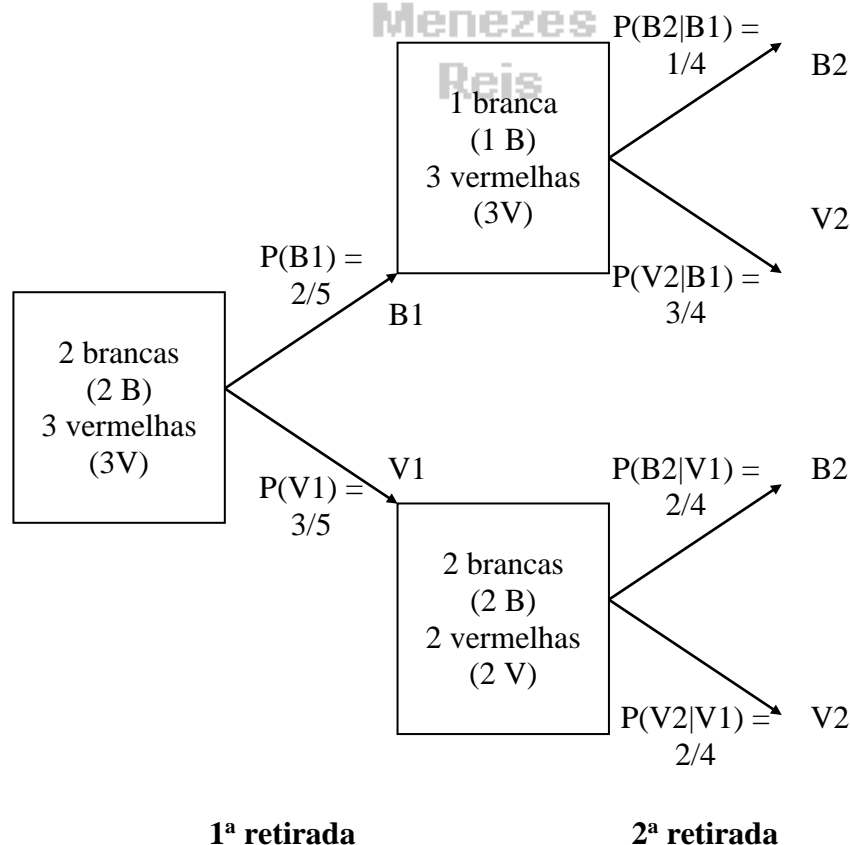 Menezes
Reis
P(B2|B1) =
1/4
B2
1 branca
(1 B)
3 vermelhas
(3V)
V2
P(B1) =
2/5
P(V2|B1) =
3/4
B1
2 brancas
(2 B)
3 vermelhas
(3V)
V1
P(V1) =
3/5
P(B2|V1) =
2/4
B2
2 brancas
(2 B)
2 vermelhas
(2 V)
P(V2|V1) =
2/4
V2
1ª retirada
2ª retirada